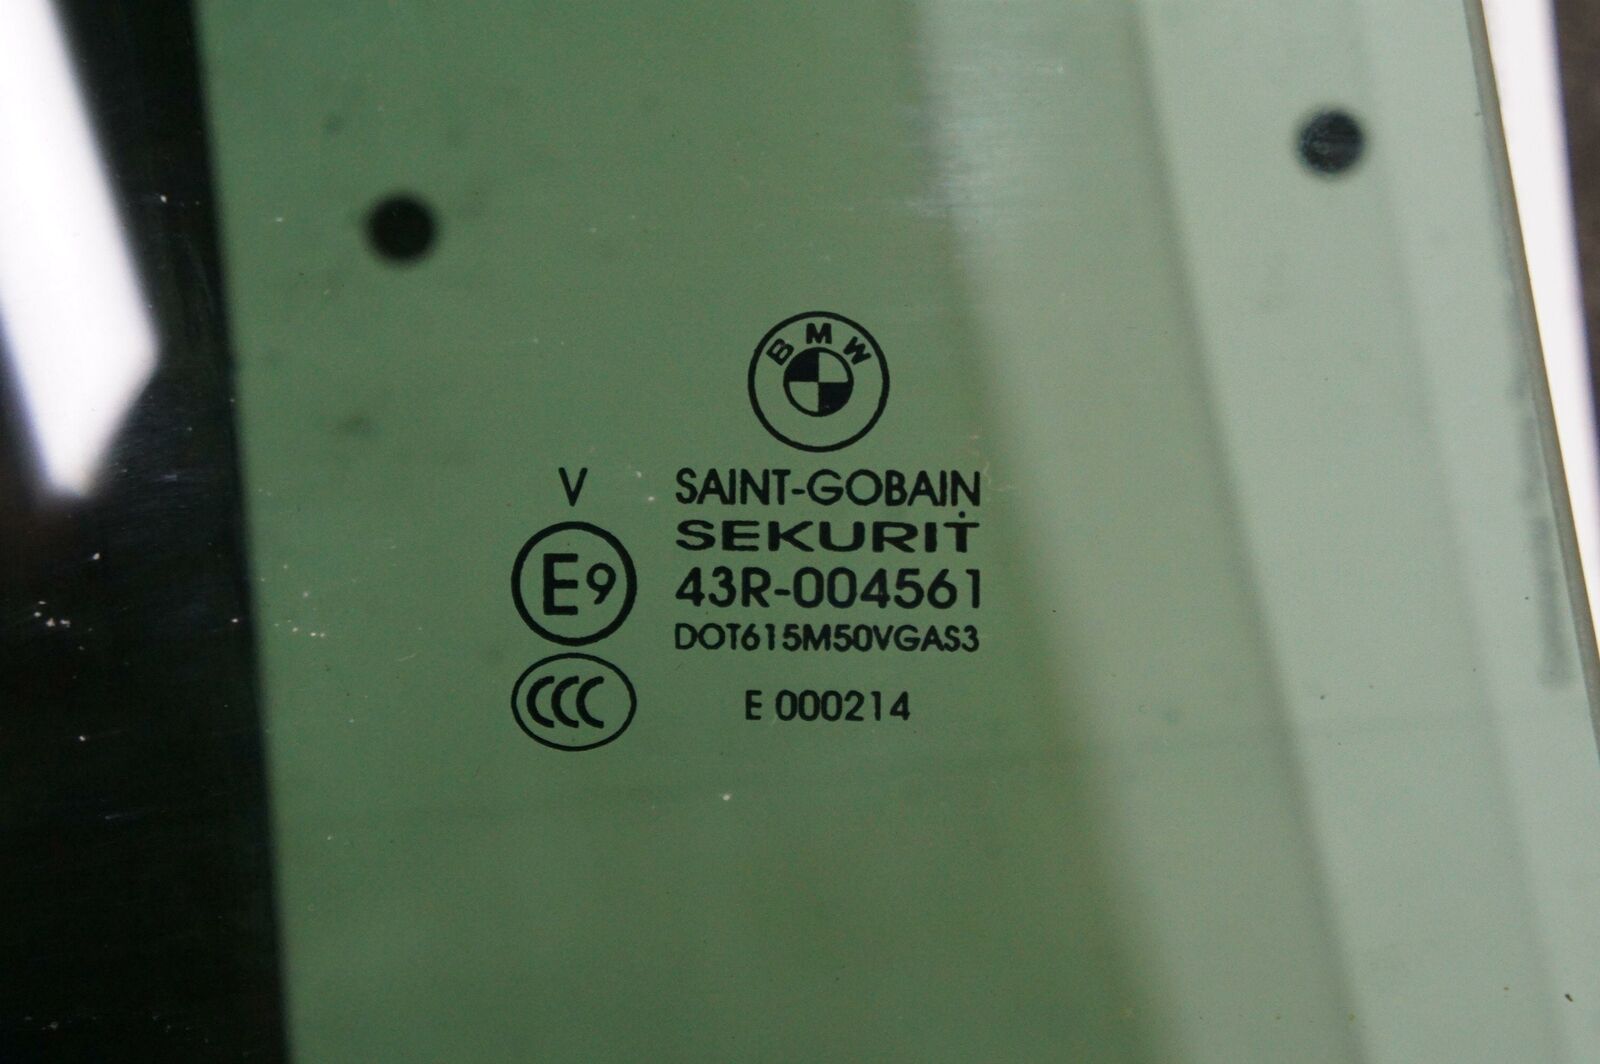 BMW
V
SAINT-GOBAIN
SEKURIT
E9
43R-004561
DOT615M50VGAS3
CCC
E 000214